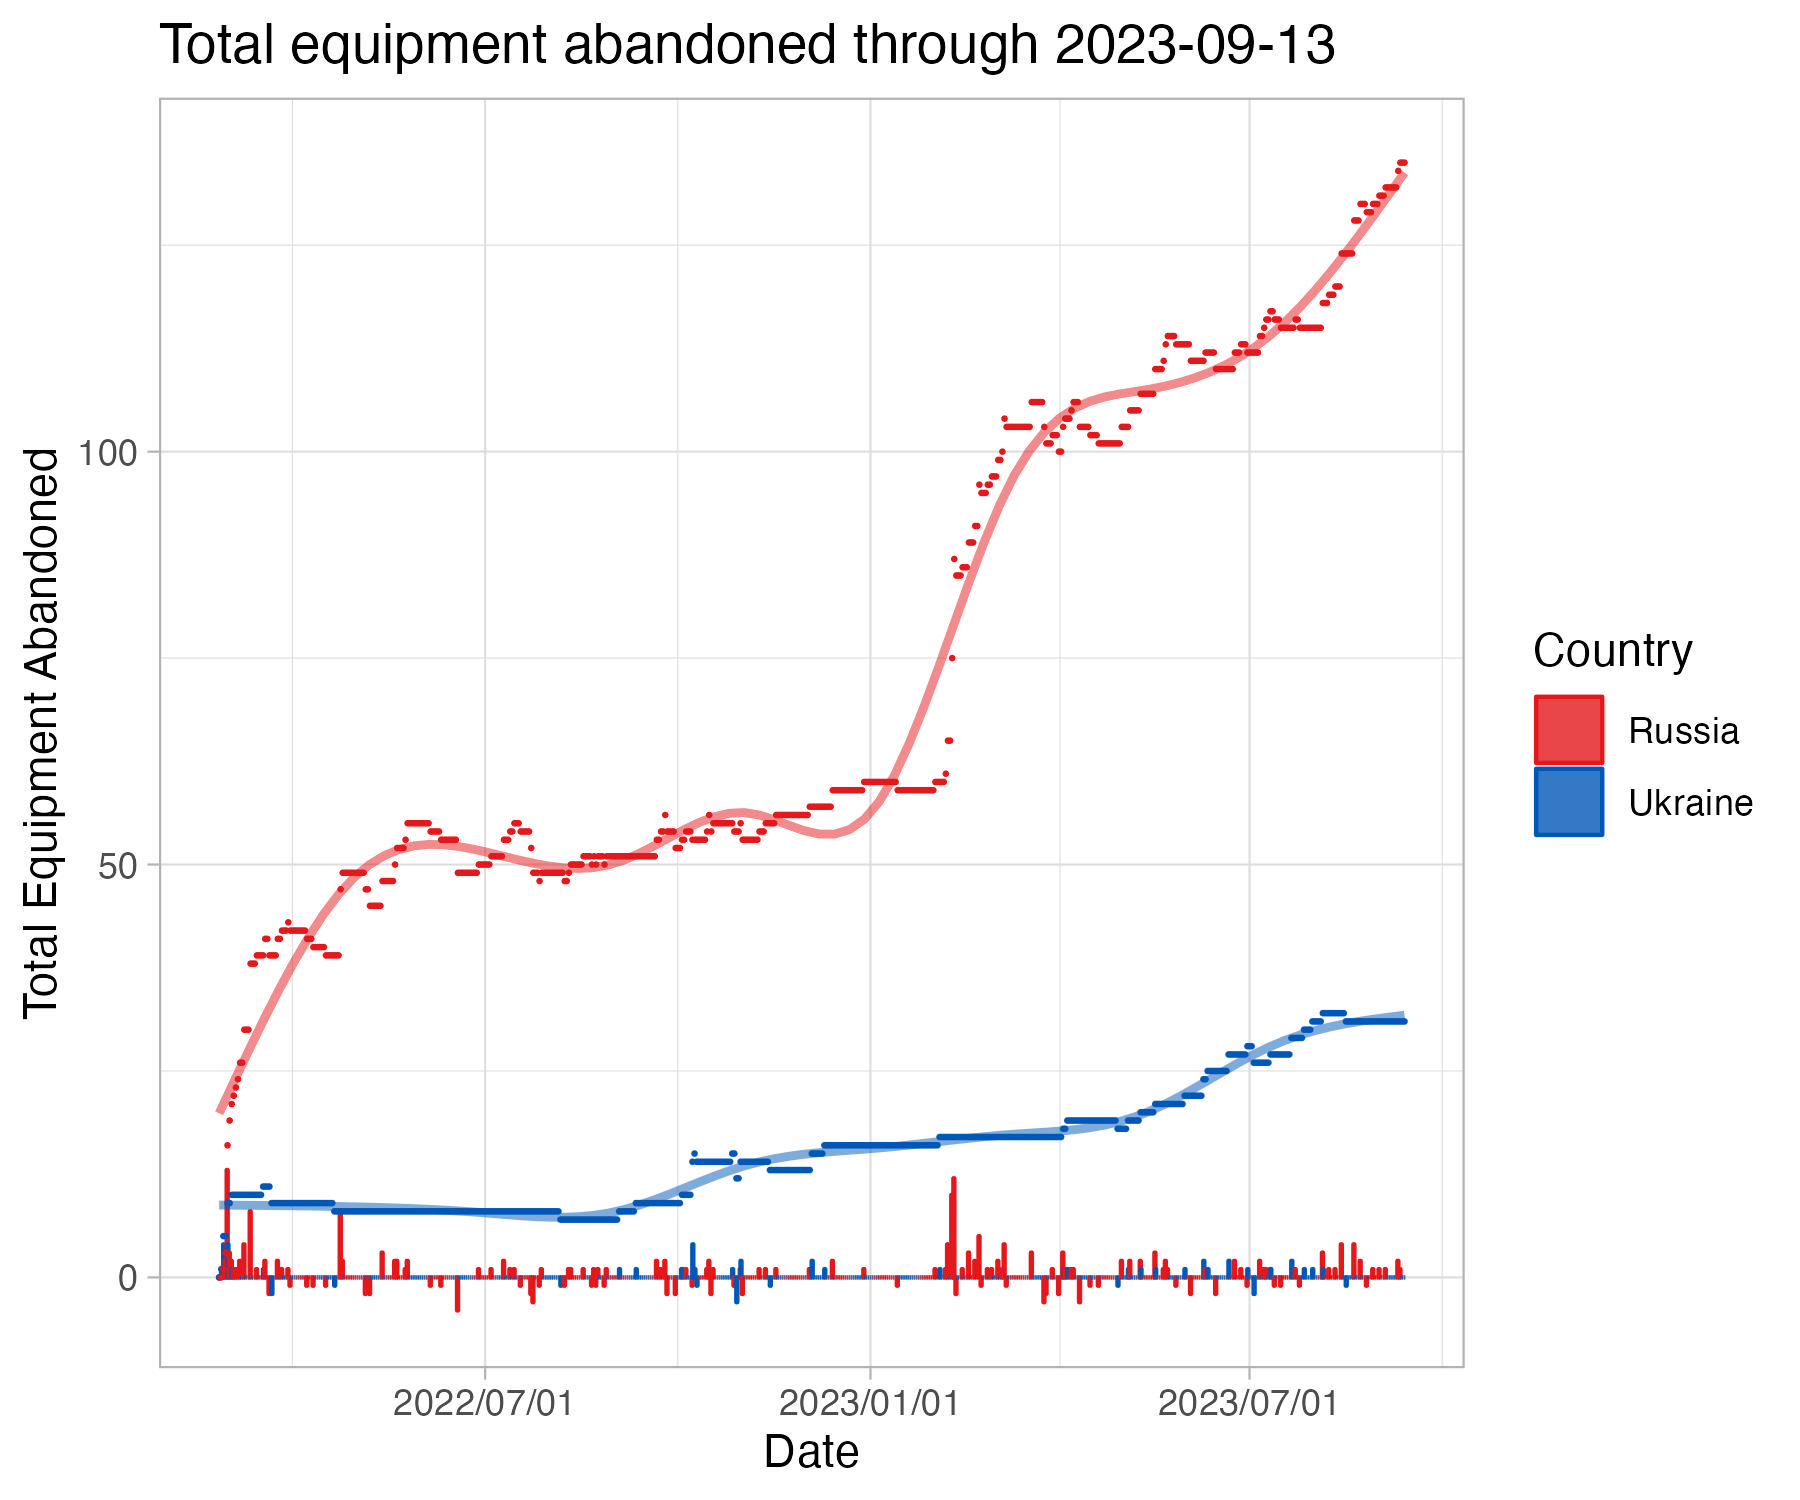 Total equipment abandoned through 2023-09-13
Total Equipment Abandoned
100
50
0
2022/07/01
2023/01/01
2023/07/01
Date
Country
Russia
Ukraine